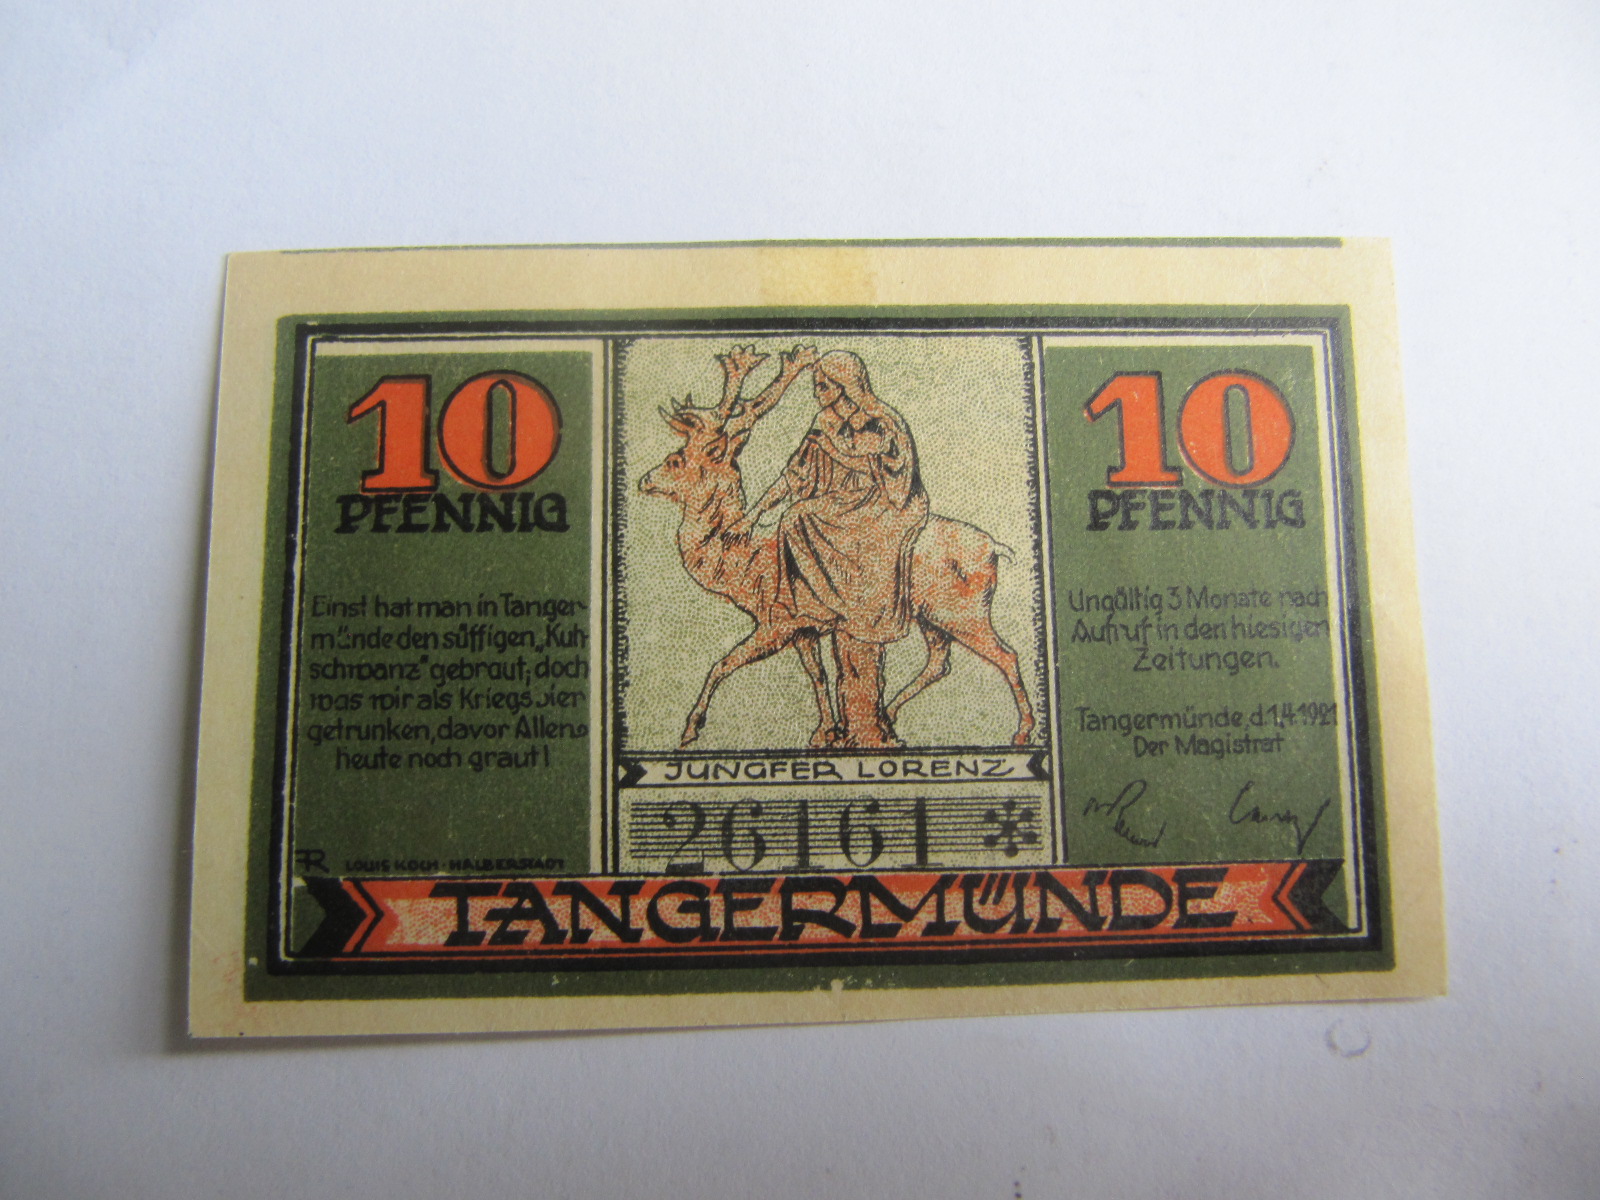 10
PFENNIG
Einst hat man in Tanger-
münde den süffigen „Kuh-
schwanz" gebraut; doch
was wir als Kriegsbier
getrunken, davor Allen
heute noch graut!
LOUIS KOCH · HALBERSTADT
JUNGFER LORENZ
26161 *
10
PFENNIG
Ungültig 3 Monate nach
Aufruf in den hiesigen
Zeitungen.
Tangermünde, d. 1.4.1921
Der Magistrat
TANGERMÜNDE